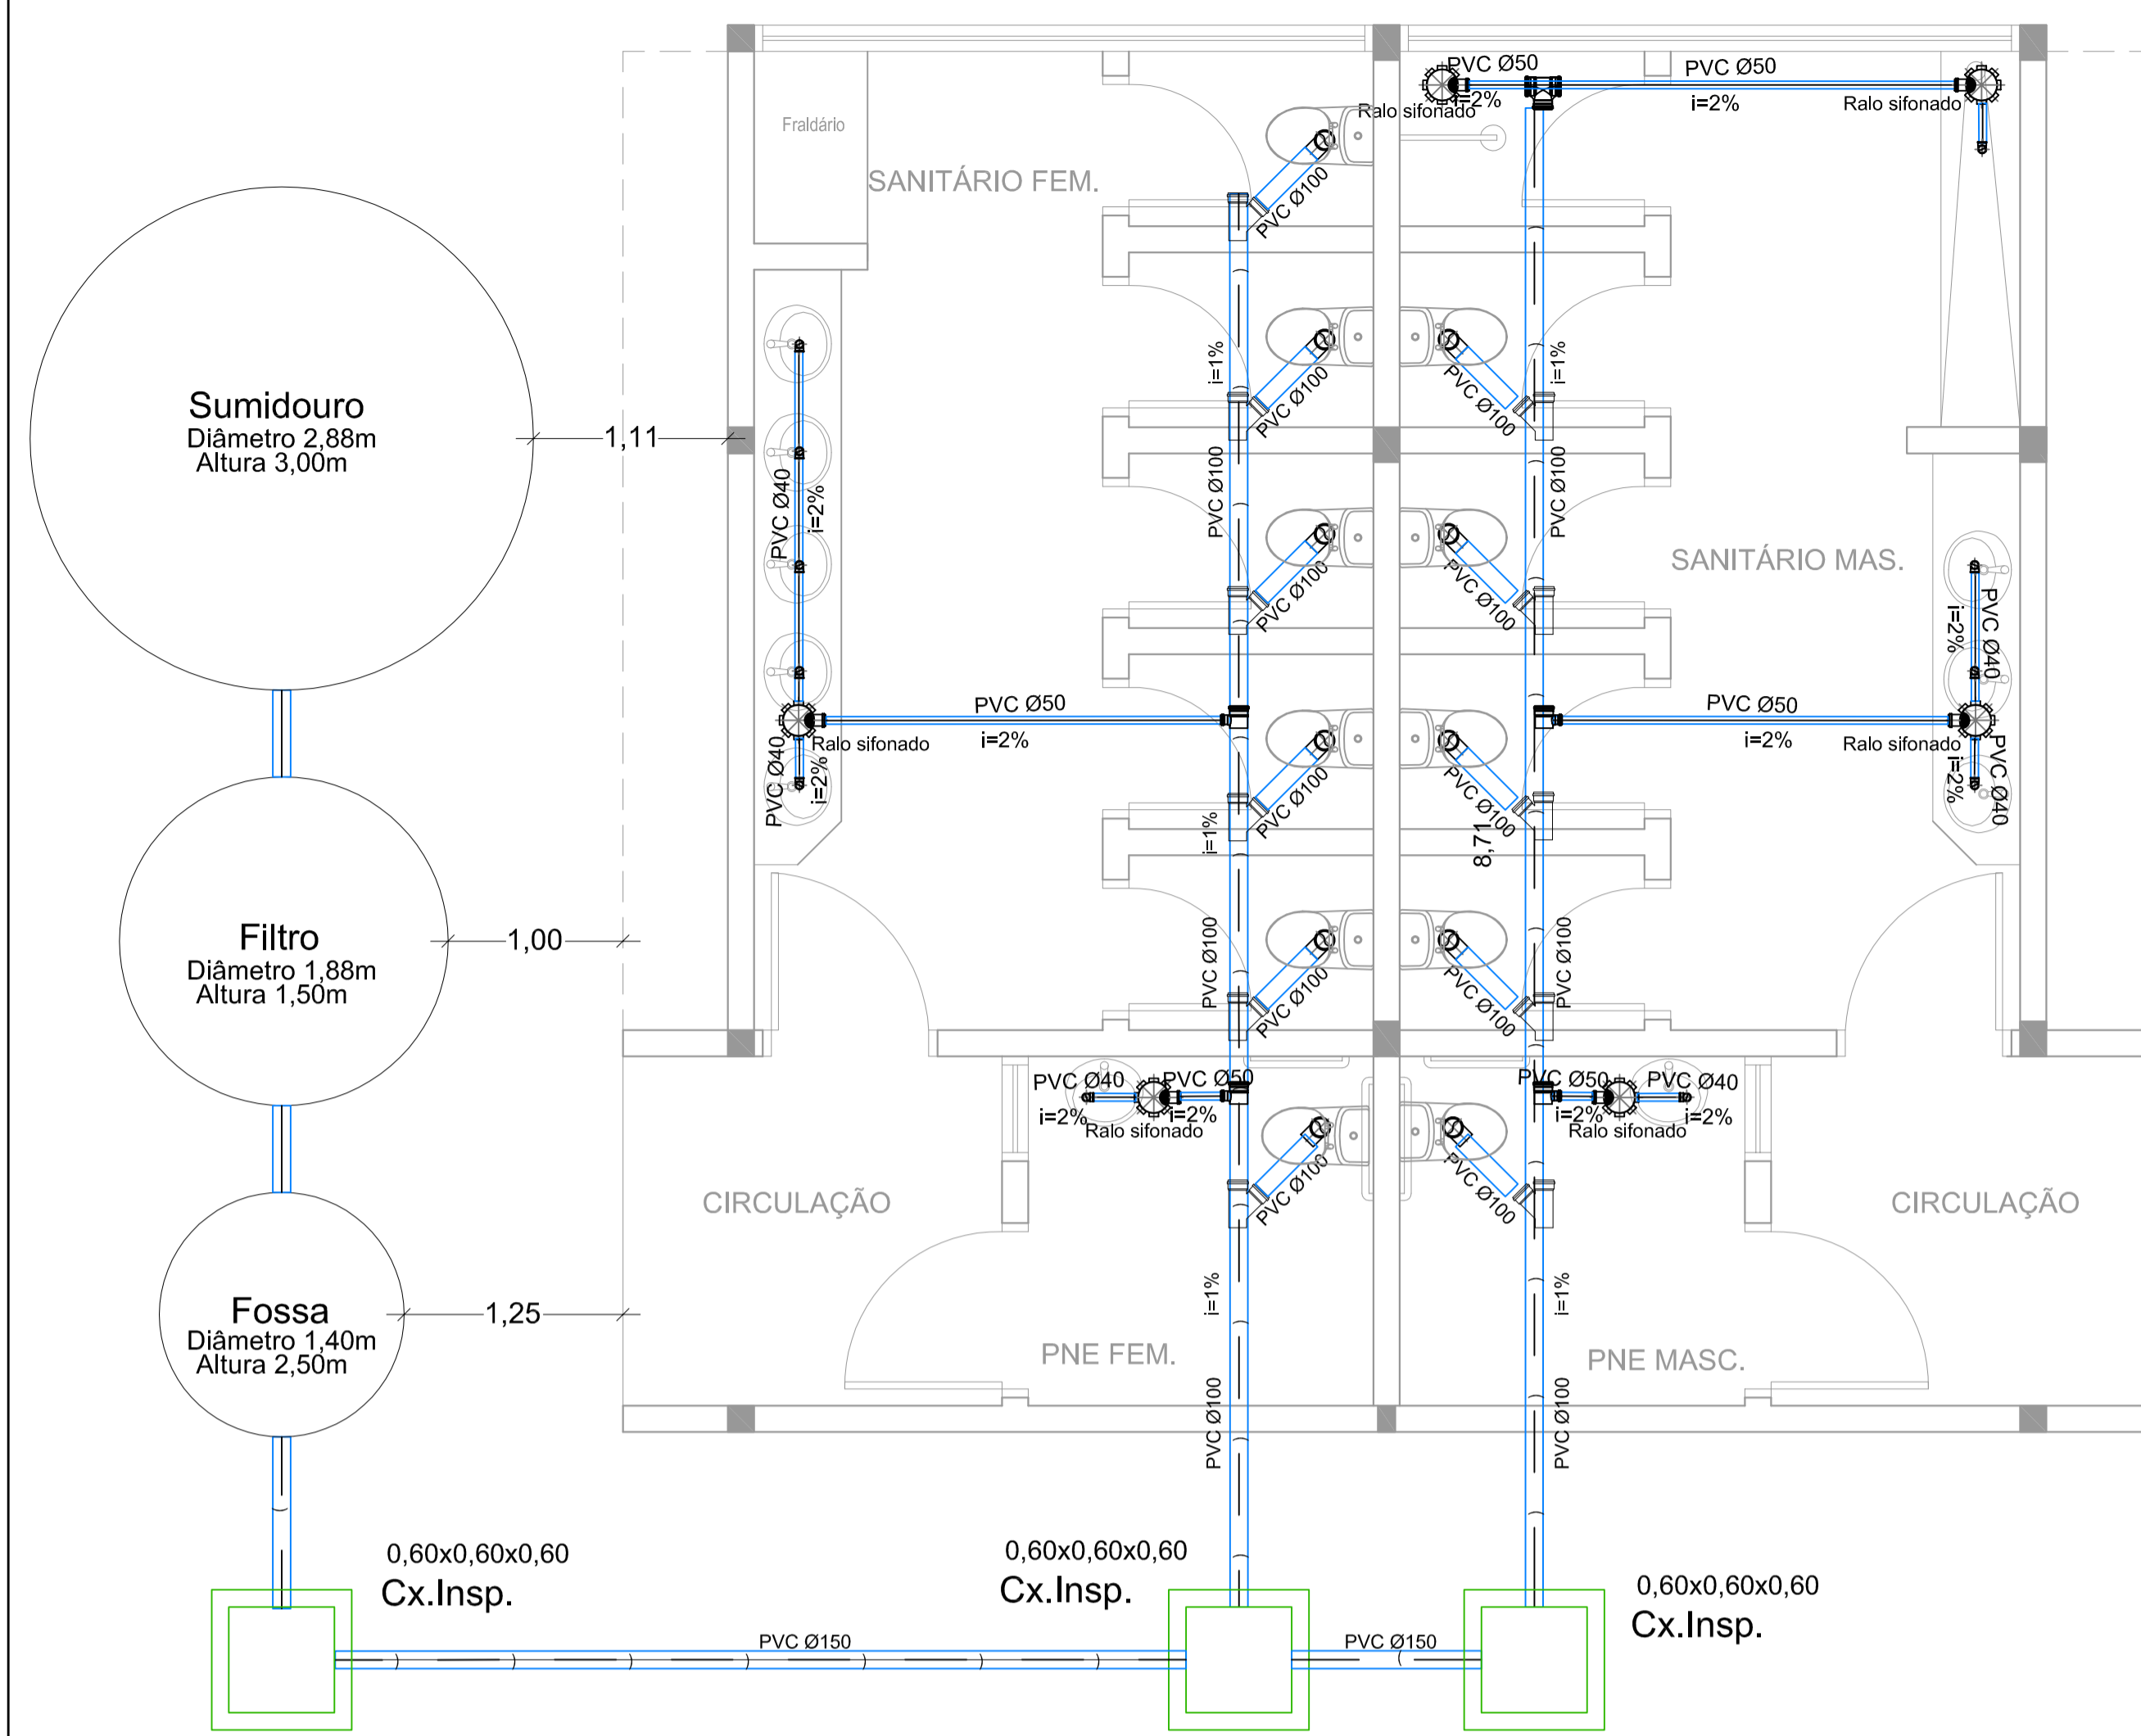 PVC Ø50
i=2%
Ralo sifonado
PVC Ø50
i=2%
Ralo sifonado
Fraldário
SANITÁRIO FEM.
PVC Ø100
Sumidouro
Diâmetro 2,88m
Altura 3,00m
1,11
PVC Ø40
i=2%
i=1%
PVC Ø100
PVC Ø100
PVC Ø100
i=1%
PVC Ø100
PVC Ø100
PVC Ø100
SANITÁRIO MAS.
i=2%
PVC Ø40
PVC Ø50
i=2%
Ralo sifonado
PVC Ø40
i=2%
PVC Ø50
i=2%
Ralo sifonado
i=2%
PVC Ø40
PVC Ø100
PVC Ø100
8,71
i=1%
Filtro
Diâmetro 1,88m
Altura 1,50m
1,00
PVC Ø100
PVC Ø100
PVC Ø100
PVC Ø100
PVC Ø40
i=2%
PVC Ø50
i=2%
Ralo sifonado
PVC Ø50
i=2%
PVC Ø40
i=2%
Ralo sifonado
PVC Ø100
PVC Ø100
CIRCULAÇÃO
CIRCULAÇÃO
Fossa
Diâmetro 1,40m
Altura 2,50m
1,25
i=1%
i=1%
PNE FEM.
PNE MASC.
PVC Ø100
PVC Ø100
0,60x0,60x0,60
Cx.Insp.
0,60x0,60x0,60
Cx.Insp.
0,60x0,60x0,60
Cx.Insp.
PVC Ø150
PVC Ø150